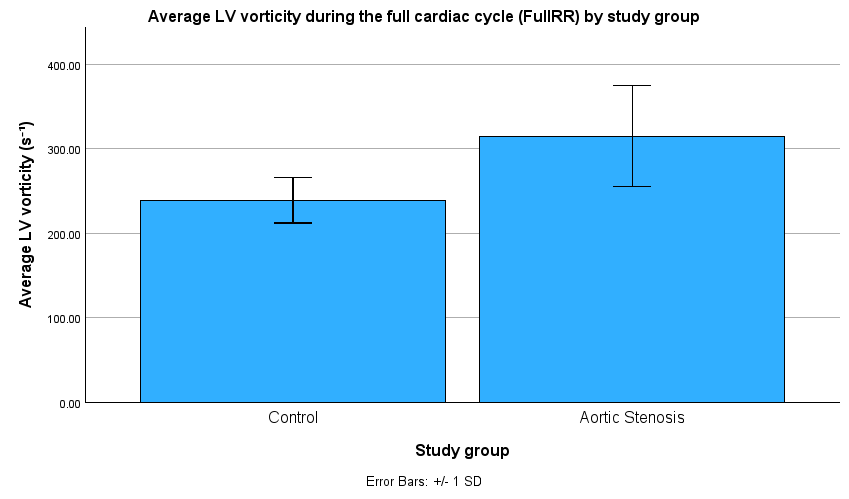 Average LV vorticity during the full cardiac cycle (FullRR) by study group
Average LV vorticity (s⁻¹)
400.00
300.00
200.00
100.00
0.00
Control
Aortic Stenosis
Study group
Error Bars: +/- 1 SD